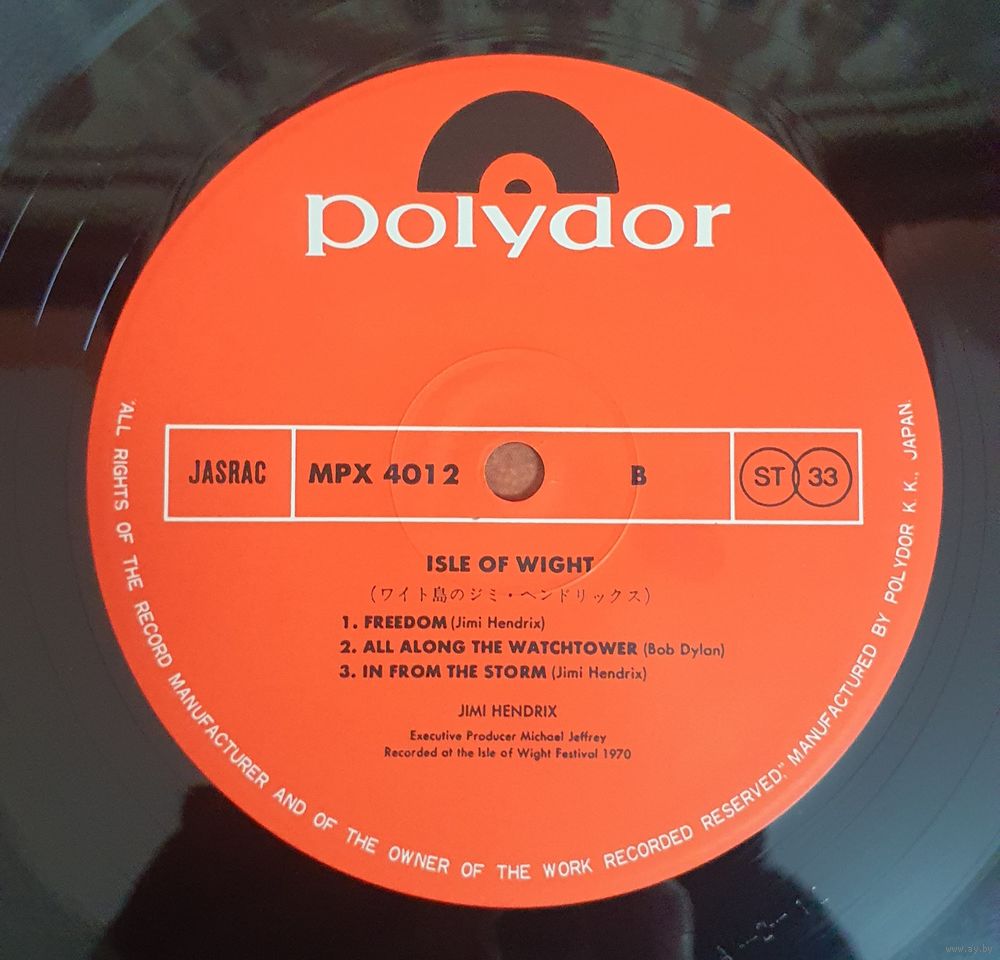 polydor
JASRAC MPX 4012 B ST 33
ISLE OF WIGHT
(ワイト島のジミ・ヘンドリックス)
1. FREEDOM (Jimi Hendrix)
2. ALL ALONG THE WATCHTOWER (Bob Dylan)
3. IN FROM THE STORM (Jimi Hendrix)
JIMI HENDRIX
Executive Producer Michael Jeffrey
Recorded at the Isle of Wight Festival 1970
"ALL RIGHTS OF THE RECORD MANUFACTURER AND OF THE OWNER OF THE WORK RECORDED RESERVED," MANUFACTURED BY POLYDOR K.K., JAPAN.
www.ay.by